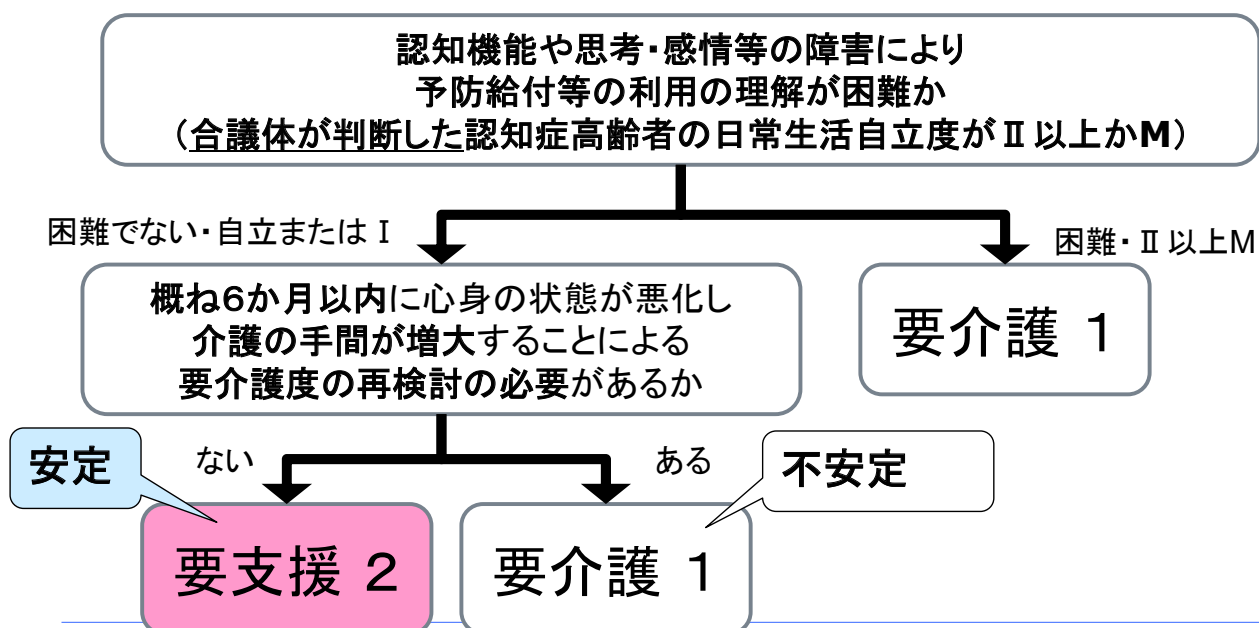 認知機能や思考・感情等の障害により
予防給付等の利用の理解が困難か
（合議体が判断した認知症高齢者の日常生活自立度がⅡ以上かM）
困難でない・自立またはⅠ
困難・Ⅱ以上M
概ね６か月以内に心身の状態が悪化し
介護の手間が増大することによる
要介護度の再検討の必要があるか
要介護 １
安定
ない
ある
不安定
要支援２
要介護 １